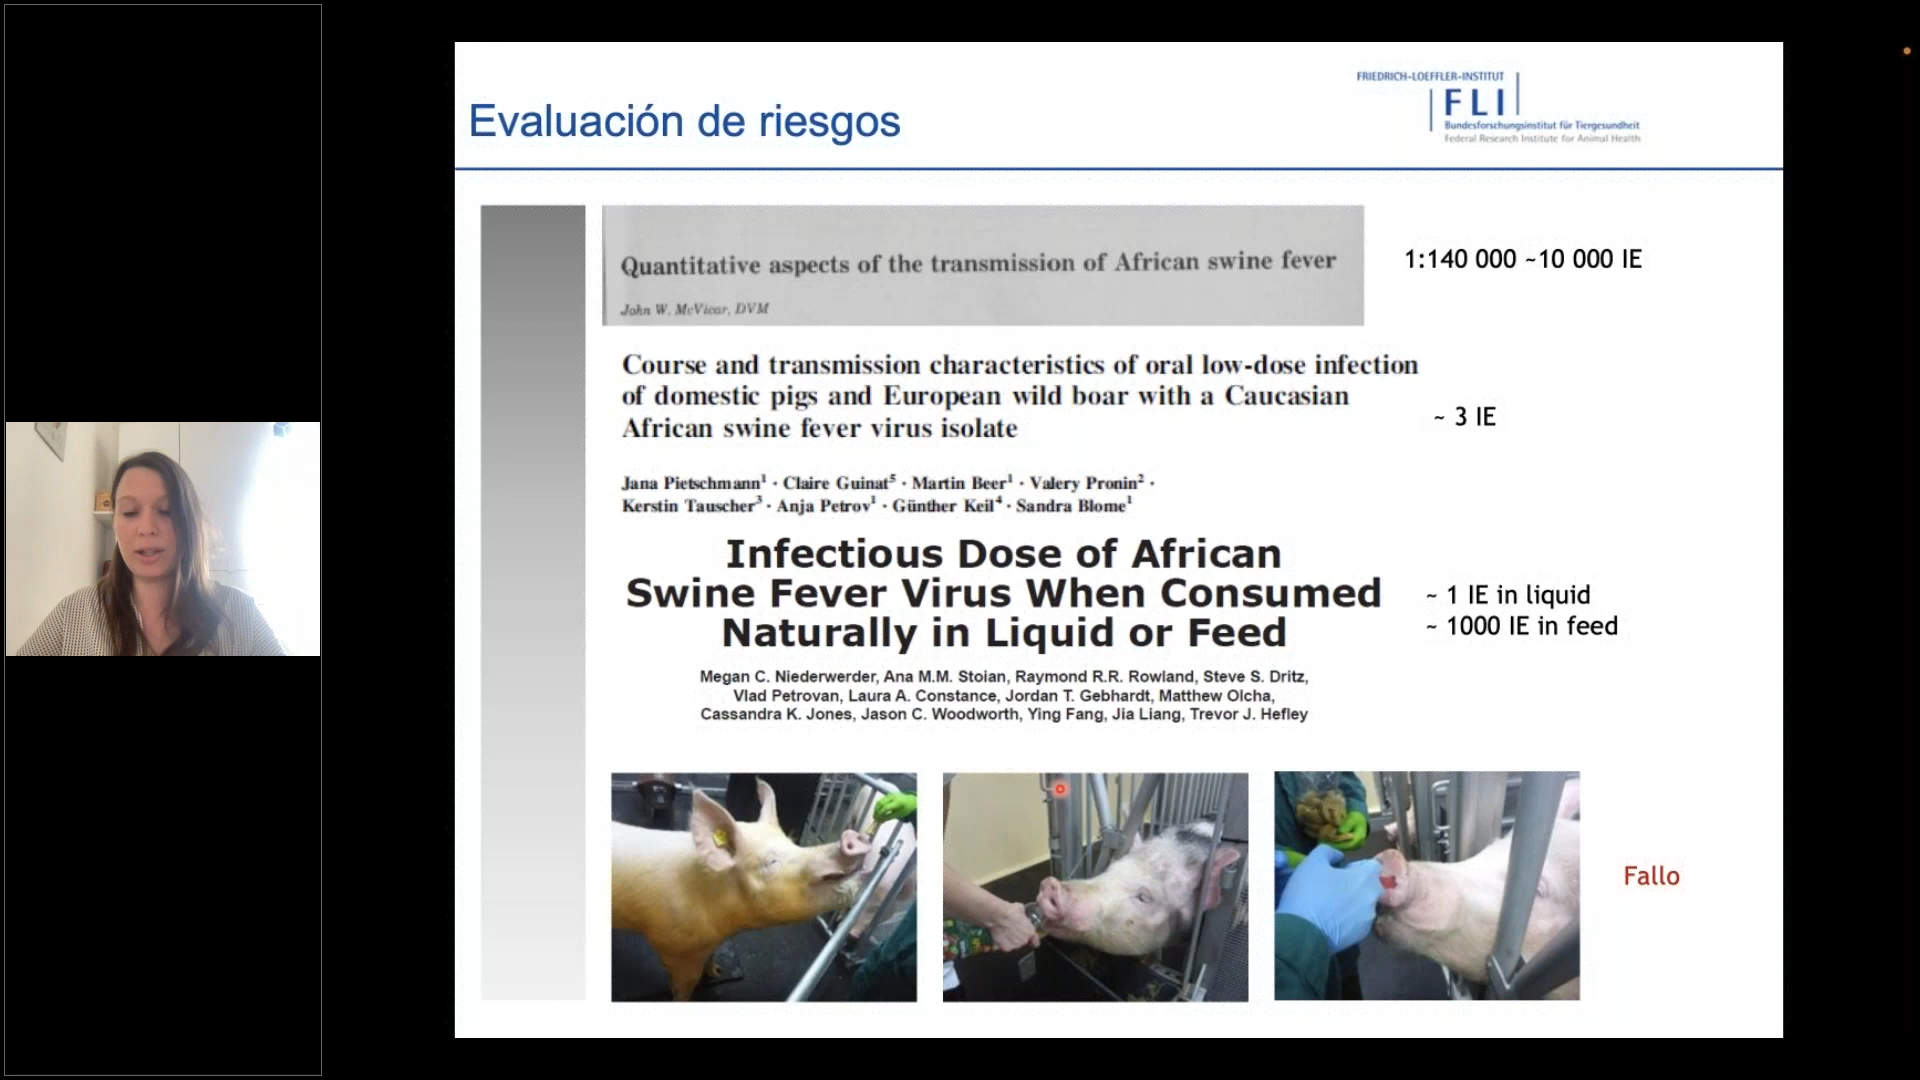 FRIEDRICH-LOEFFLER-INSTITUT
FLI
Bundesforschungsinstitut für Tiergesundheit
Federal Research Institute for Animal Health
Evaluación de riesgos
Quantitative aspects of the transmission of African swine fever
John W. McVicar, DVM
1:140 000 ~10 000 IE
Course and transmission characteristics of oral low-dose infection
of domestic pigs and European wild boar with a Caucasian
African swine fever virus isolate
~ 3 IE
Jana Pietschmann¹ · Claire Guinat⁵ · Martin Beer¹ · Valery Pronin² ·
Kerstin Tauscher³ · Anja Petrov¹ · Günther Keil⁴ · Sandra Blome¹
Infectious Dose of African
Swine Fever Virus When Consumed
Naturally in Liquid or Feed
~ 1 IE in liquid
~ 1000 IE in feed
Megan C. Niederwerder, Ana M.M. Stoian, Raymond R.R. Rowland, Steve S. Dritz,
Vlad Petrovan, Laura A. Constance, Jordan T. Gebhardt, Matthew Olcha,
Cassandra K. Jones, Jason C. Woodworth, Ying Fang, Jia Liang, Trevor J. Hefley
Fallo